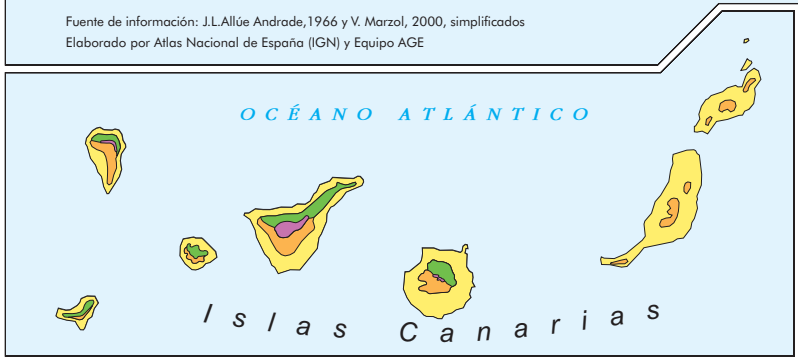 Fuente de información: J.L.Allúe Andrade,1966 y V. Marzol, 2000, simplificados
Elaborado por Atlas Nacional de España (IGN) y Equipo AGE
OCÉANO ATLÁNTICO
Islas Canarias